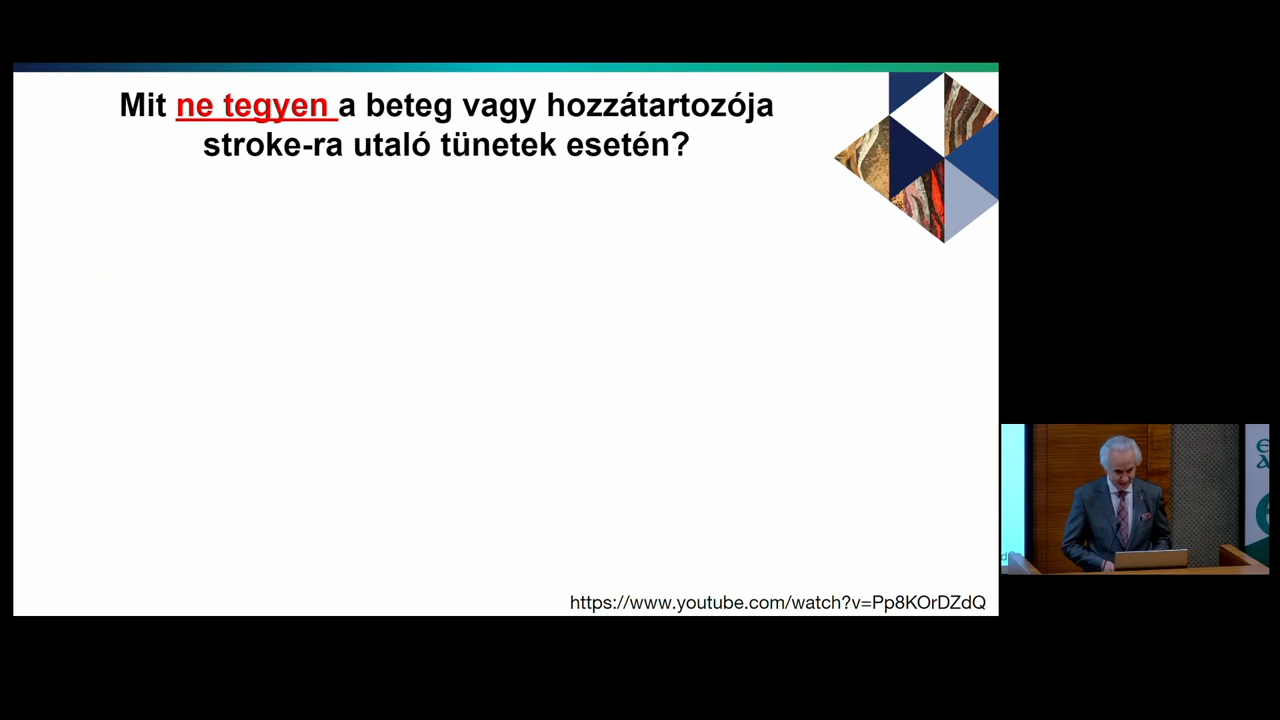 Mit ne tegyen a beteg vagy hozzátartozója
stroke-ra utaló tünetek esetén?
https://www.youtube.com/watch?v=Pp8KOrDZdQ